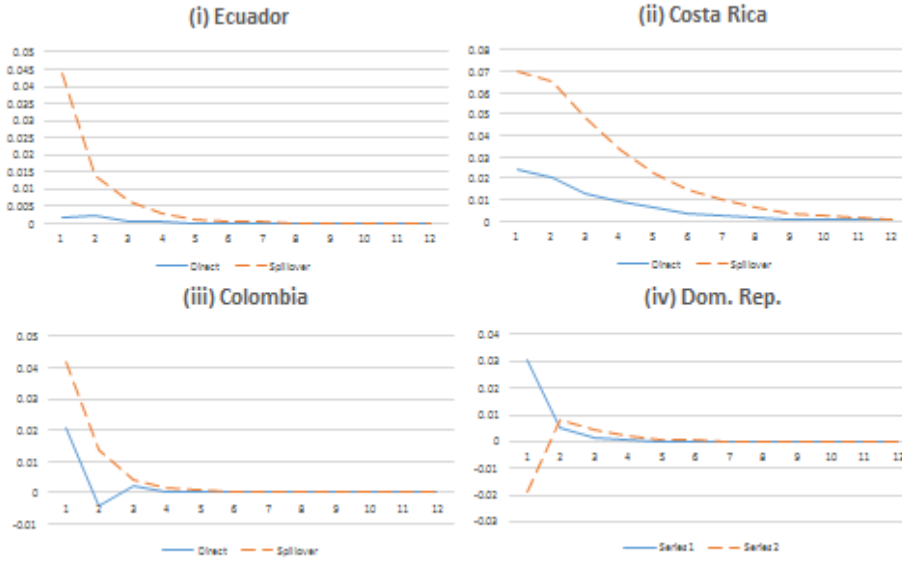 (i) Ecuador
0.05
0.045
0.04
0.035
0.03
0.025
0.02
0.015
0.01
0.005
0
1 2 3 4 5 6 7 8 9 10 11 12
Direct Spillover
(ii) Costa Rica
0.08
0.07
0.06
0.05
0.04
0.03
0.02
0.01
0
1 2 3 4 5 6 7 8 9 10 11 12
Direct Spillover
(iii) Colombia
0.05
0.04
0.03
0.02
0.01
0
-0.01
1 2 3 4 5 6 7 8 9 10 11 12
Direct Spillover
(iv) Dom. Rep.
0.04
0.03
0.02
0.01
0
-0.01
-0.02
-0.03
1 2 3 4 5 6 7 8 9 10 11 12
Series1 Series2